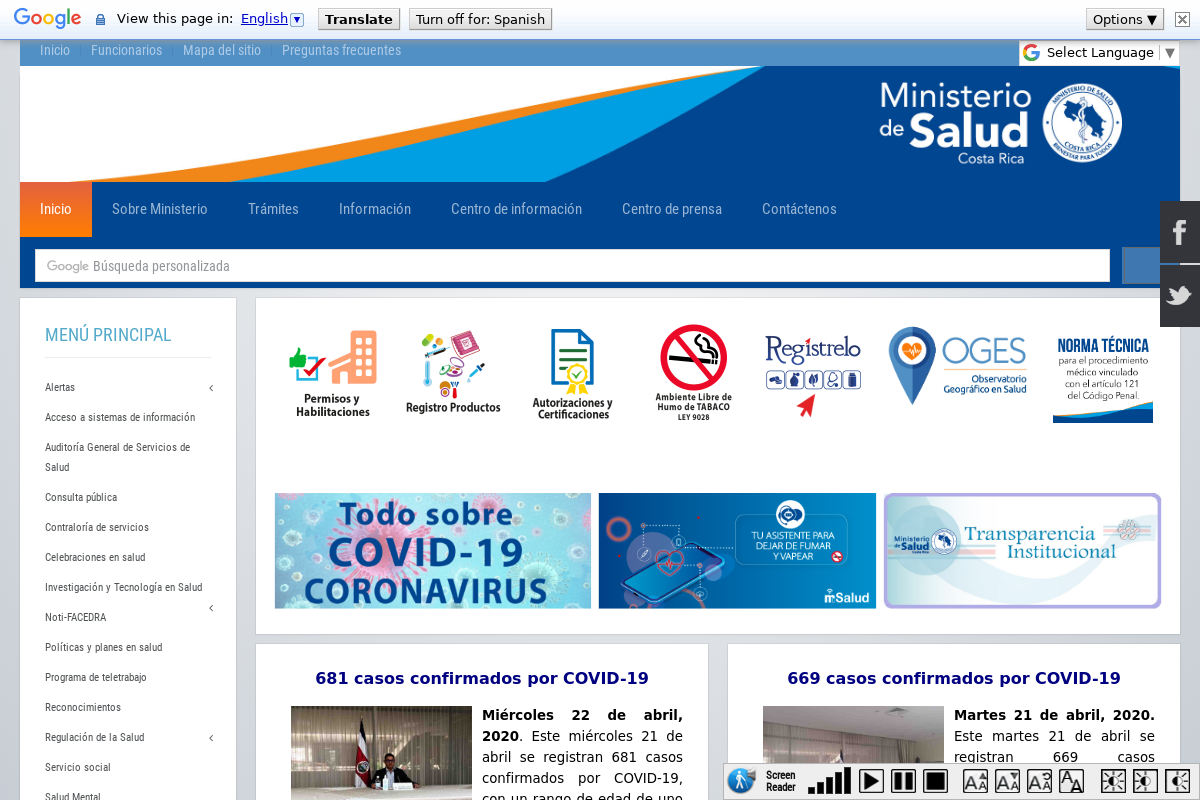 Google View this page in: English ▼ Translate Turn off for: Spanish Options ▼
Inicio Funcionarios Mapa del sitio Preguntas frecuentes
Select Language ▼
Ministerio
de Salud
Costa Rica
MINISTERIO DE SALUD
COSTA RICA
BIENESTAR PARA TODOS
Inicio Sobre Ministerio Trámites Información Centro de información Centro de prensa Contáctenos
Google Búsqueda personalizada
MENÚ PRINCIPAL
Alertas
Acceso a sistemas de información
Auditoría General de Servicios de
Salud
Consulta pública
Contraloría de servicios
Celebraciones en salud
Investigación y Tecnología en Salud
Noti-FACEDRA
Políticas y planes en salud
Programa de teletrabajo
Reconocimientos
Regulación de la Salud
Servicio social
Salud Mental
Permisos y
Habilitaciones
Registro Productos
Autorizaciones y
Certificaciones
Ambiente Libre de
Humo de TABACO
LEY 9028
Regístrelo
OGES
Observatorio
Geográfico en Salud
NORMA TÉCNICA
para el procedimiento
médico vinculado
con el artículo 121
del Código Penal.
Todo sobre
COVID-19
CORONAVIRUS
TU ASISTENTE PARA
DEJAR DE FUMAR
Y VAPEAR
mSalud
Ministerio
de Salud
Costa Rica
Transparencia
Institucional
681 casos confirmados por COVID-19
Miércoles 22 de abril,
2020. Este miércoles 21 de
abril se registran 681 casos
confirmados por COVID-19,
con un rango de edad de uno
669 casos confirmados por COVID-19
Martes 21 de abril, 2020.
Este martes 21 de abril se
registran 669 casos
Screen
Reader